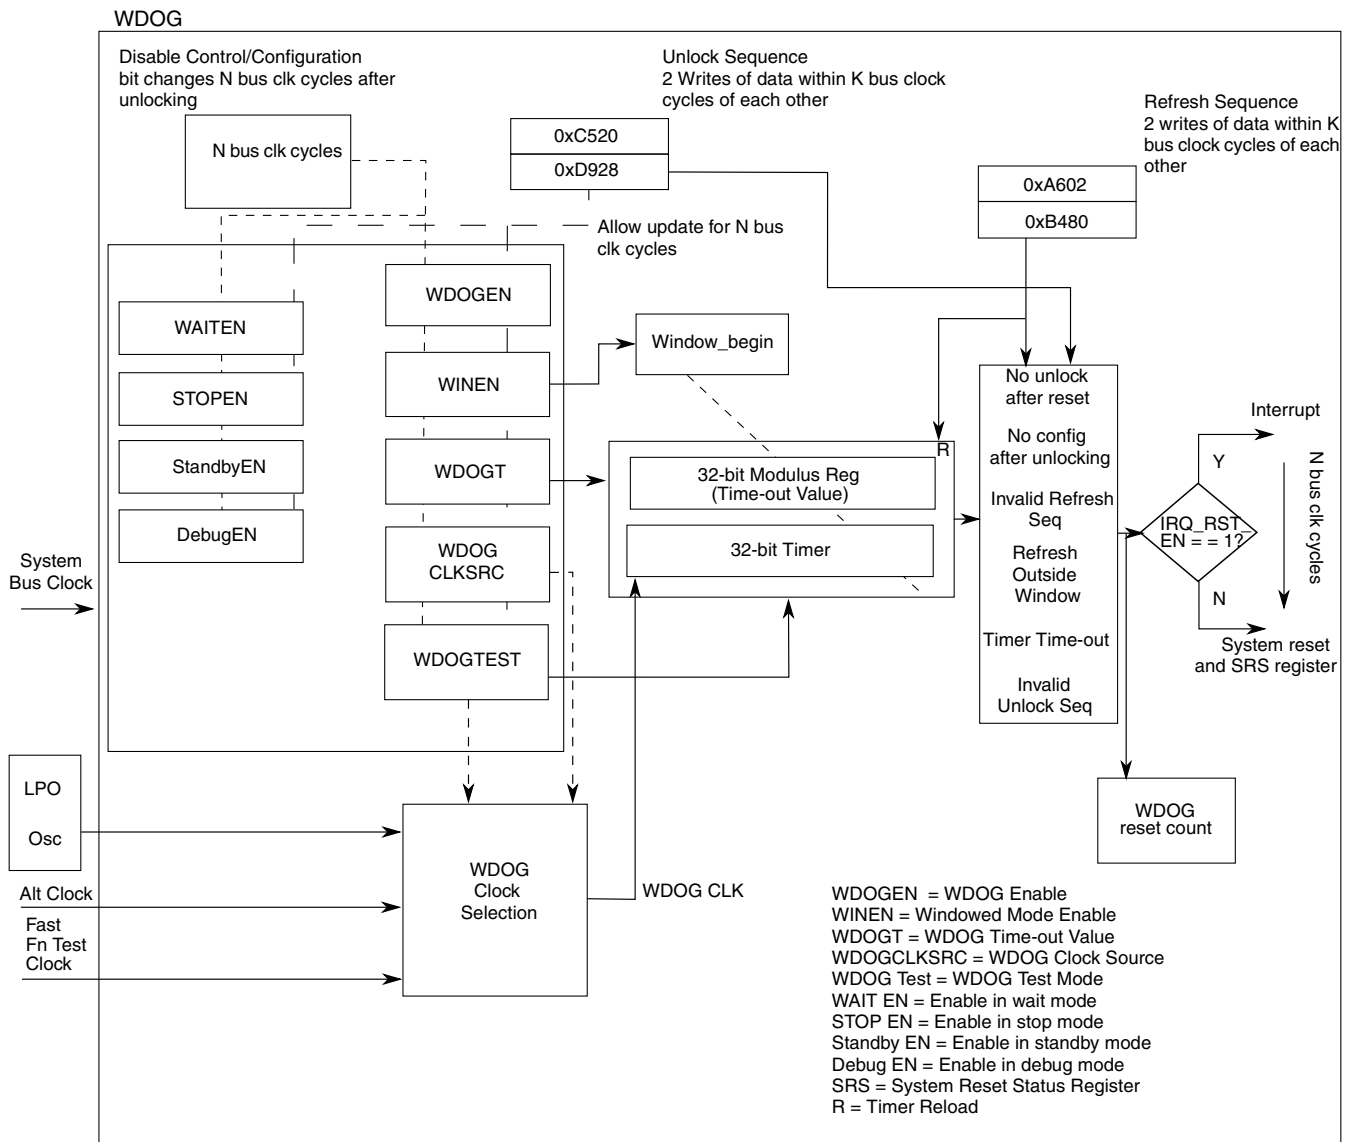 WDOG
Disable Control/Configuration
bit changes N bus clk cycles after
unlocking
N bus clk cycles
Unlock Sequence
2 Writes of data within K bus clock
cycles of each other
0xC520
0xD928
Allow update for N bus
clk cycles
Refresh Sequence
2 writes of data within K
bus clock cycles of each
other
0xA602
0xB480
WAITEN
STOPEN
StandbyEN
DebugEN
WDOGEN
WINEN
WDOGT
WDOG
CLKSRC
WDOGTEST
Window_begin
R
32-bit Modulus Reg
(Time-out Value)
32-bit Timer
No unlock
after reset
No config
after unlocking
Invalid Refresh
Seq
Refresh
Outside
Window
Timer Time-out
Invalid
Unlock Seq
Interrupt
Y
IRQ_RST_
EN = = 1?
N
N bus clk cycles
System reset
and SRS register
System
Bus Clock
LPO
Osc
Alt Clock
Fast
Fn Test
Clock
WDOG
Clock
Selection
WDOG CLK
WDOG
reset count
WDOGEN = WDOG Enable
WINEN = Windowed Mode Enable
WDOGT = WDOG Time-out Value
WDOGCLKSRC = WDOG Clock Source
WDOG Test = WDOG Test Mode
WAIT EN = Enable in wait mode
STOP EN = Enable in stop mode
Standby EN = Enable in standby mode
Debug EN = Enable in debug mode
SRS = System Reset Status Register
R = Timer Reload